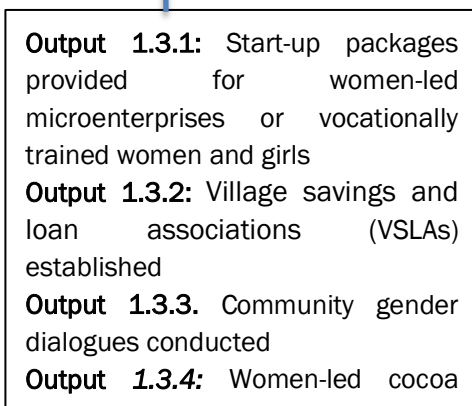 Output 1.3.1: Start-up packages
provided for women-led
microenterprises or vocationally
trained women and girls
Output 1.3.2: Village savings and
loan associations (VSLAs)
established
Output 1.3.3. Community gender
dialogues conducted
Output 1.3.4: Women-led cocoa